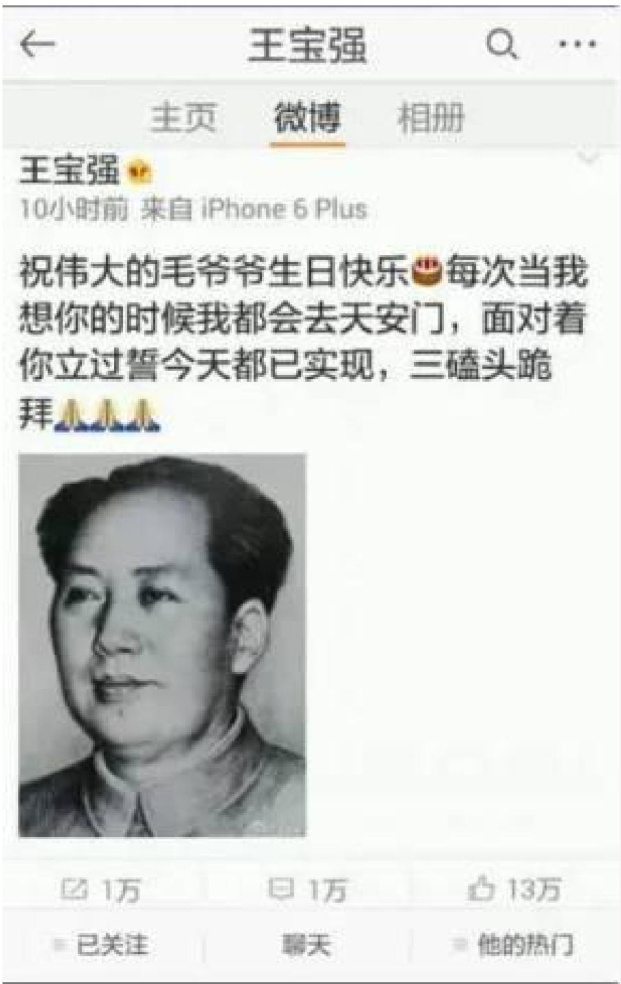 王宝强
主页 微博 相册
王宝强
10小时前 来自 iPhone 6 Plus
祝伟大的毛爷爷生日快乐🎂每次当我
想你的时候我都会去天安门，面对着
你立过誓今天都已实现，三磕头跪
拜🙏🙏🙏
1万 1万 13万
已关注 聊天 他的热门